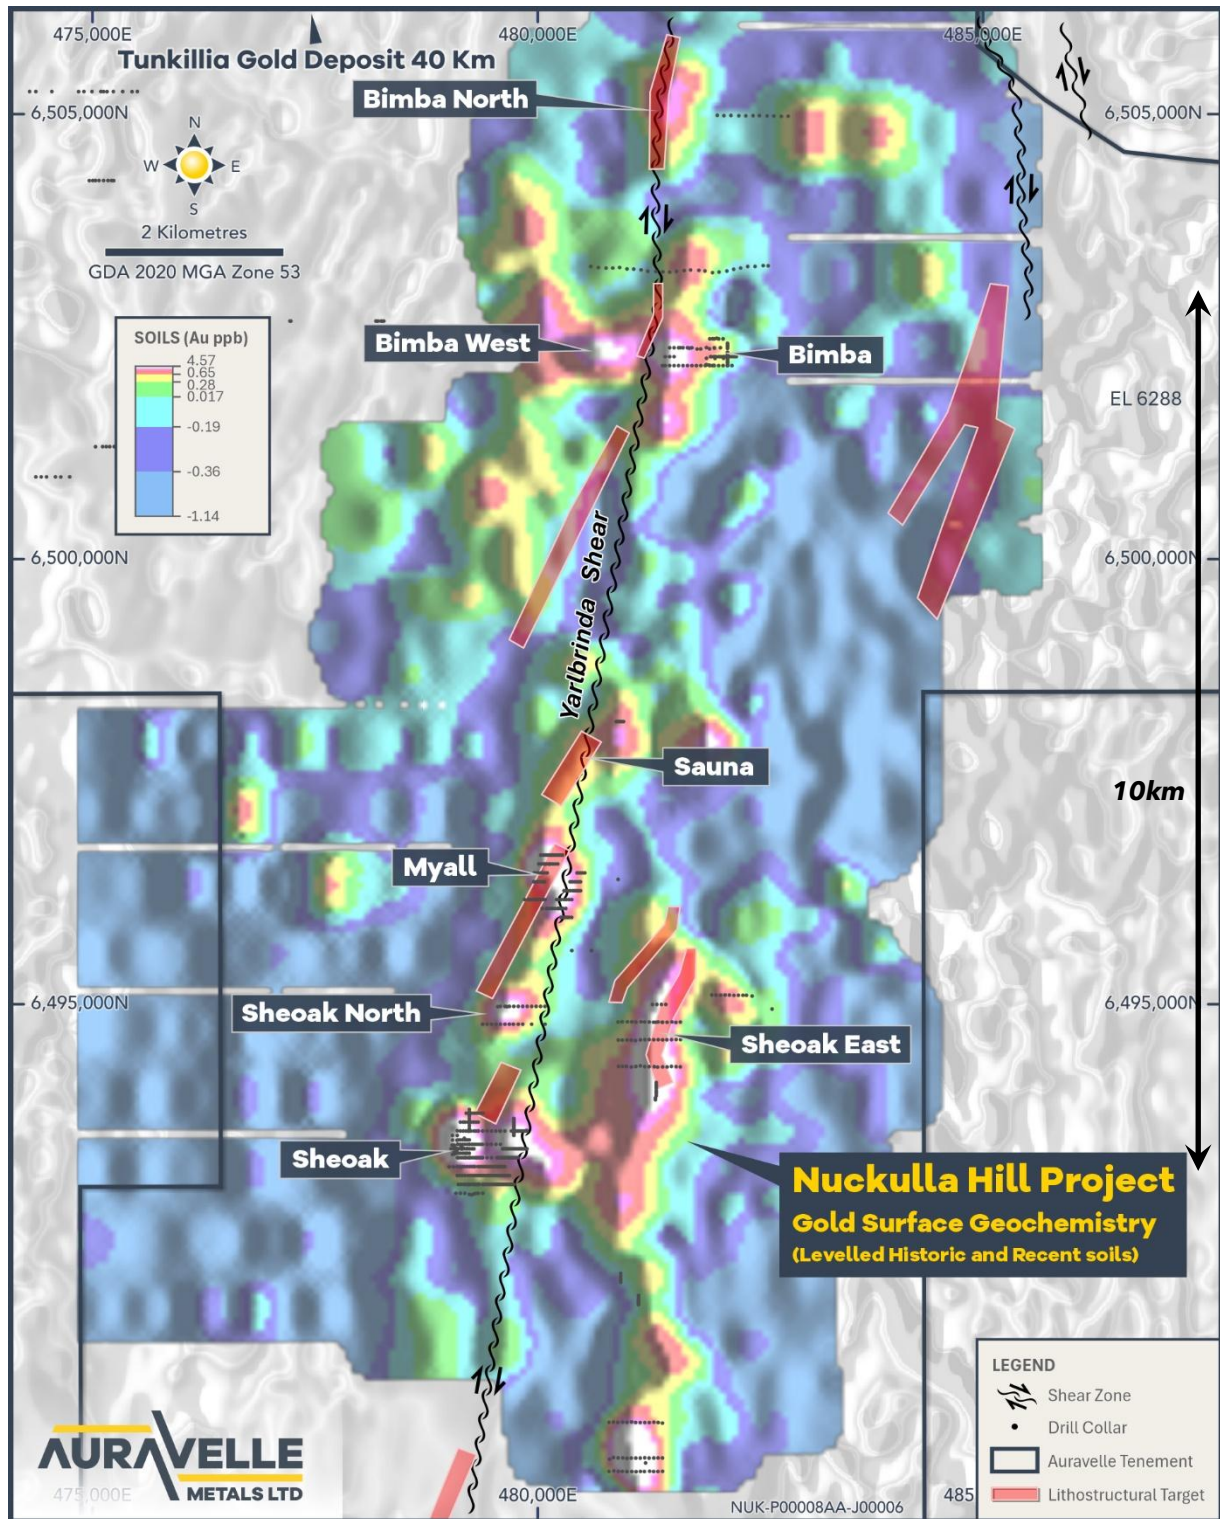 475,000E
480,000E
485,000E
Tunkillia Gold Deposit 40 Km
Bimba North
6,505,000N
6,505,000N
N
W
E
S
2 Kilometres
GDA 2020 MGA Zone 53
SOILS (Au ppb)
4.57
0.65
0.28
0.017
-0.19
-0.36
-1.14
Bimba West
Bimba
EL 6288
6,500,000N
6,500,000N
Yarlbrinda Shear
Sauna
10km
Myall
6,495,000N
6,495,000N
Sheoak North
Sheoak East
Sheoak
Nuckulla Hill Project
Gold Surface Geochemistry
(Levelled Historic and Recent soils)
LEGEND
Shear Zone
Drill Collar
Auravelle Tenement
Lithostructural Target
AURAVELLE
METALS LTD
475,000E
480,000E
NUK-P00008AA-J00006
485